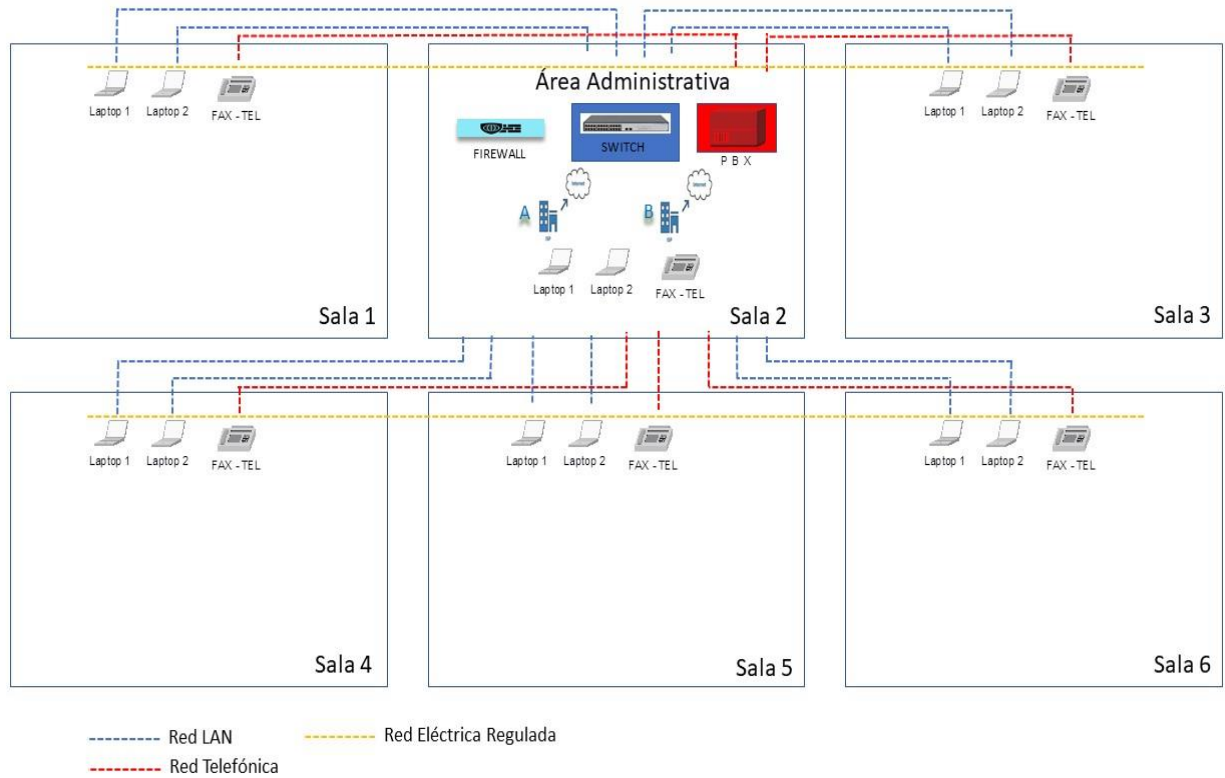 Laptop 1 Laptop 2 FAX - TEL
Sala 1
Área Administrativa
FIREWALL
SWITCH
P B X
Internet
Internet
A
B
Laptop 1 Laptop 2 FAX - TEL
Sala 2
Laptop 1 Laptop 2 FAX - TEL
Sala 3
Laptop 1 Laptop 2 FAX - TEL
Sala 4
Laptop 1 Laptop 2 FAX - TEL
Sala 5
Laptop 1 Laptop 2 FAX - TEL
Sala 6
Red LAN
Red Eléctrica Regulada
Red Telefónica